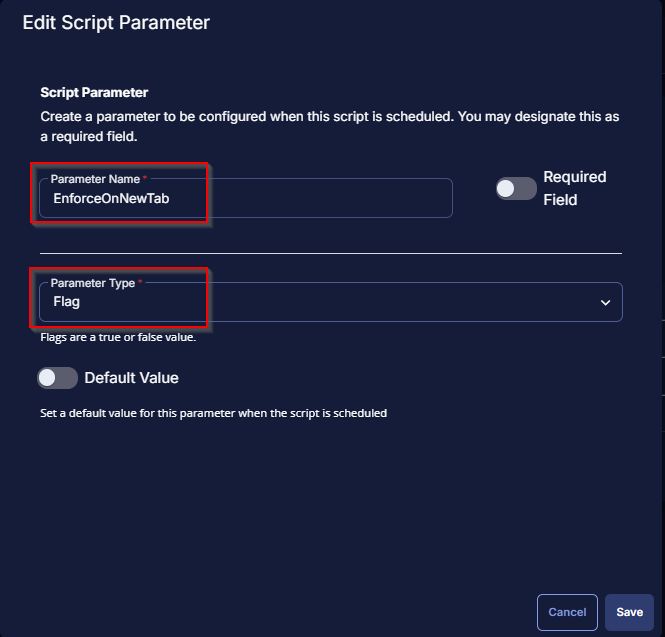 Edit Script Parameter
Script Parameter
Create a parameter to be configured when this script is scheduled. You may designate this as
a required field.
Parameter Name *
EnforceOnNewTab
Required
Field
Parameter Type *
Flag
Flags are a true or false value.
Default Value
Set a default value for this parameter when the script is scheduled
Cancel
Save